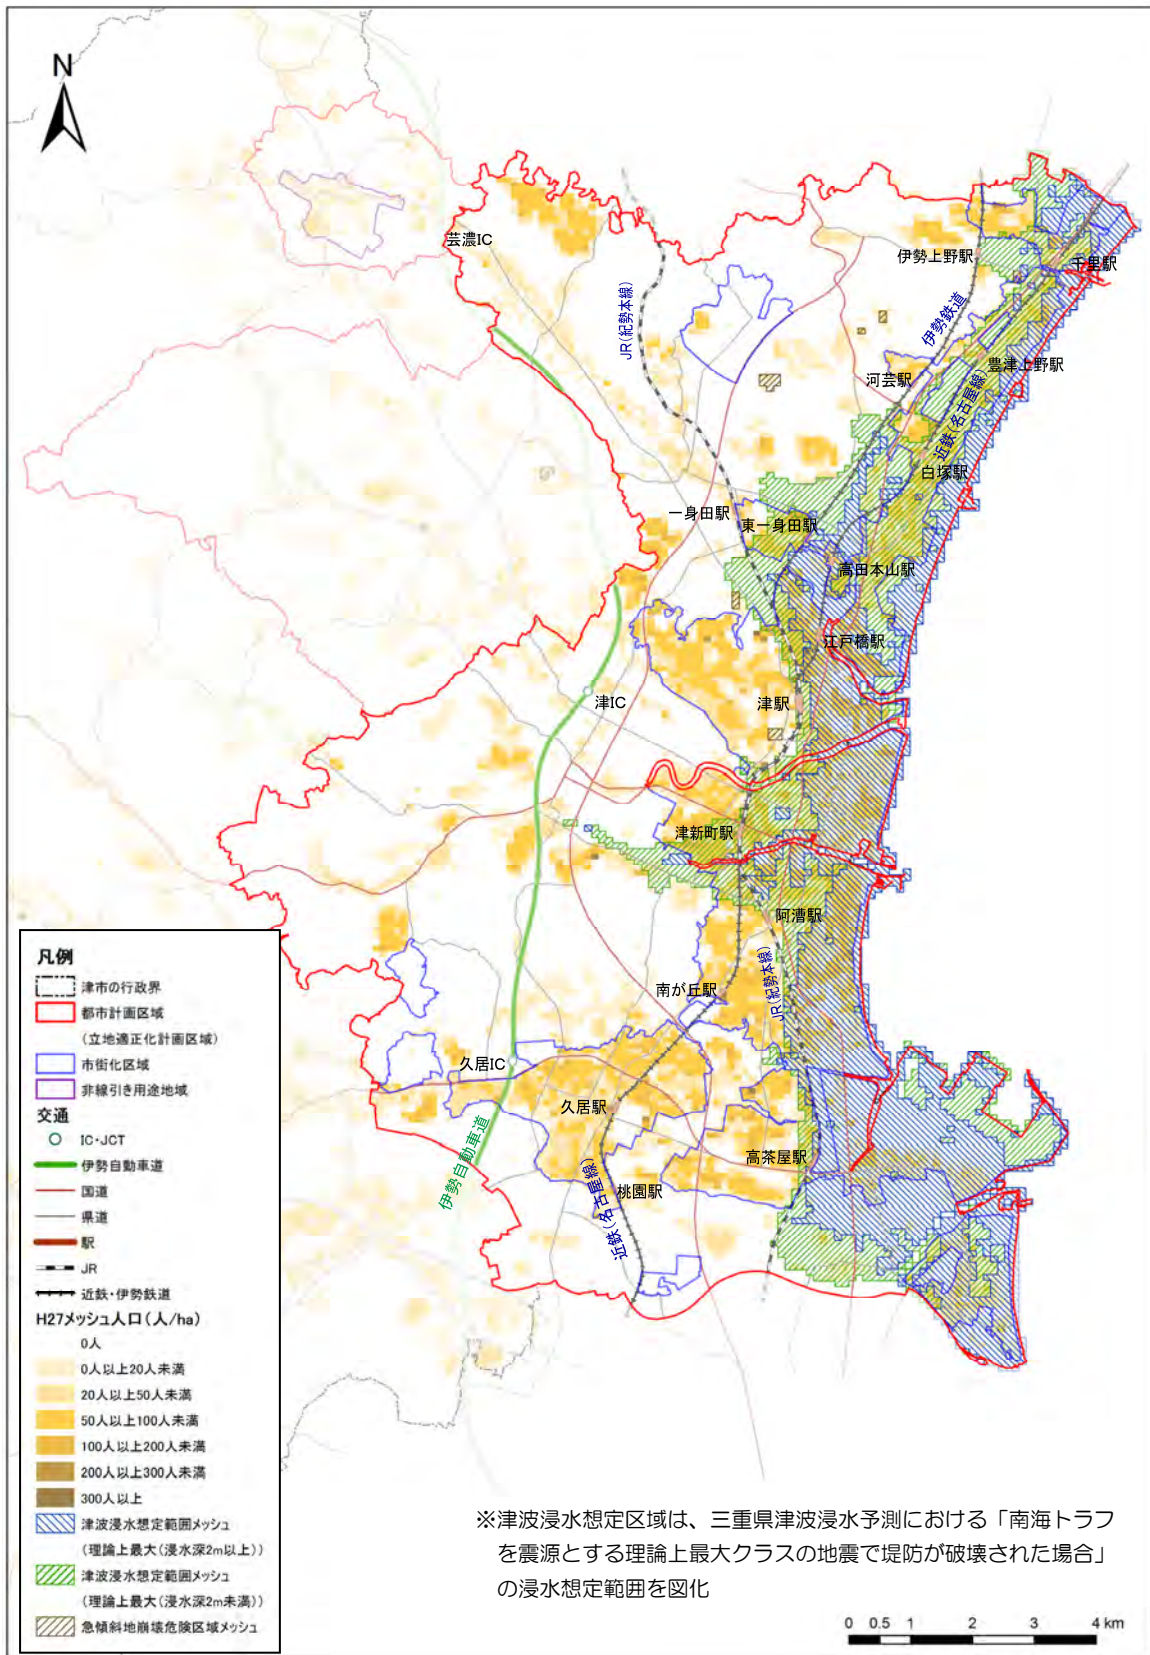 N
芸濃IC
JR(紀勢本線)
伊勢上野駅
千里駅
伊勢鉄道
河芸駅
豊津上野駅
近鉄(名古屋線)
白塚駅
一身田駅
東一身田駅
高田本山駅
江戸橋駅
津IC
津駅
津新町駅
阿漕駅
南が丘駅
JR(紀勢本線)
久居IC
久居駅
伊勢自動車道
高茶屋駅
桃園駅
近鉄(名古屋線)
凡例
津市の行政界
都市計画区域
(立地適正化計画区域)
市街化区域
非線引き用途地域
交通
IC・JCT
伊勢自動車道
国道
県道
駅
JR
近鉄・伊勢鉄道
H27メッシュ人口(人/ha)
0人
0人以上20人未満
20人以上50人未満
50人以上100人未満
100人以上200人未満
200人以上300人未満
300人以上
津波浸水想定範囲メッシュ
(理論上最大(浸水深2m以上))
津波浸水想定範囲メッシュ
(理論上最大(浸水深2m未満))
急傾斜地崩壊危険区域メッシュ
※津波浸水想定区域は、三重県津波浸水予測における「南海トラフ
を震源とする理論上最大クラスの地震で堤防が破壊された場合」
の浸水想定範囲を図化
0 0.5 1 2 3 4 km